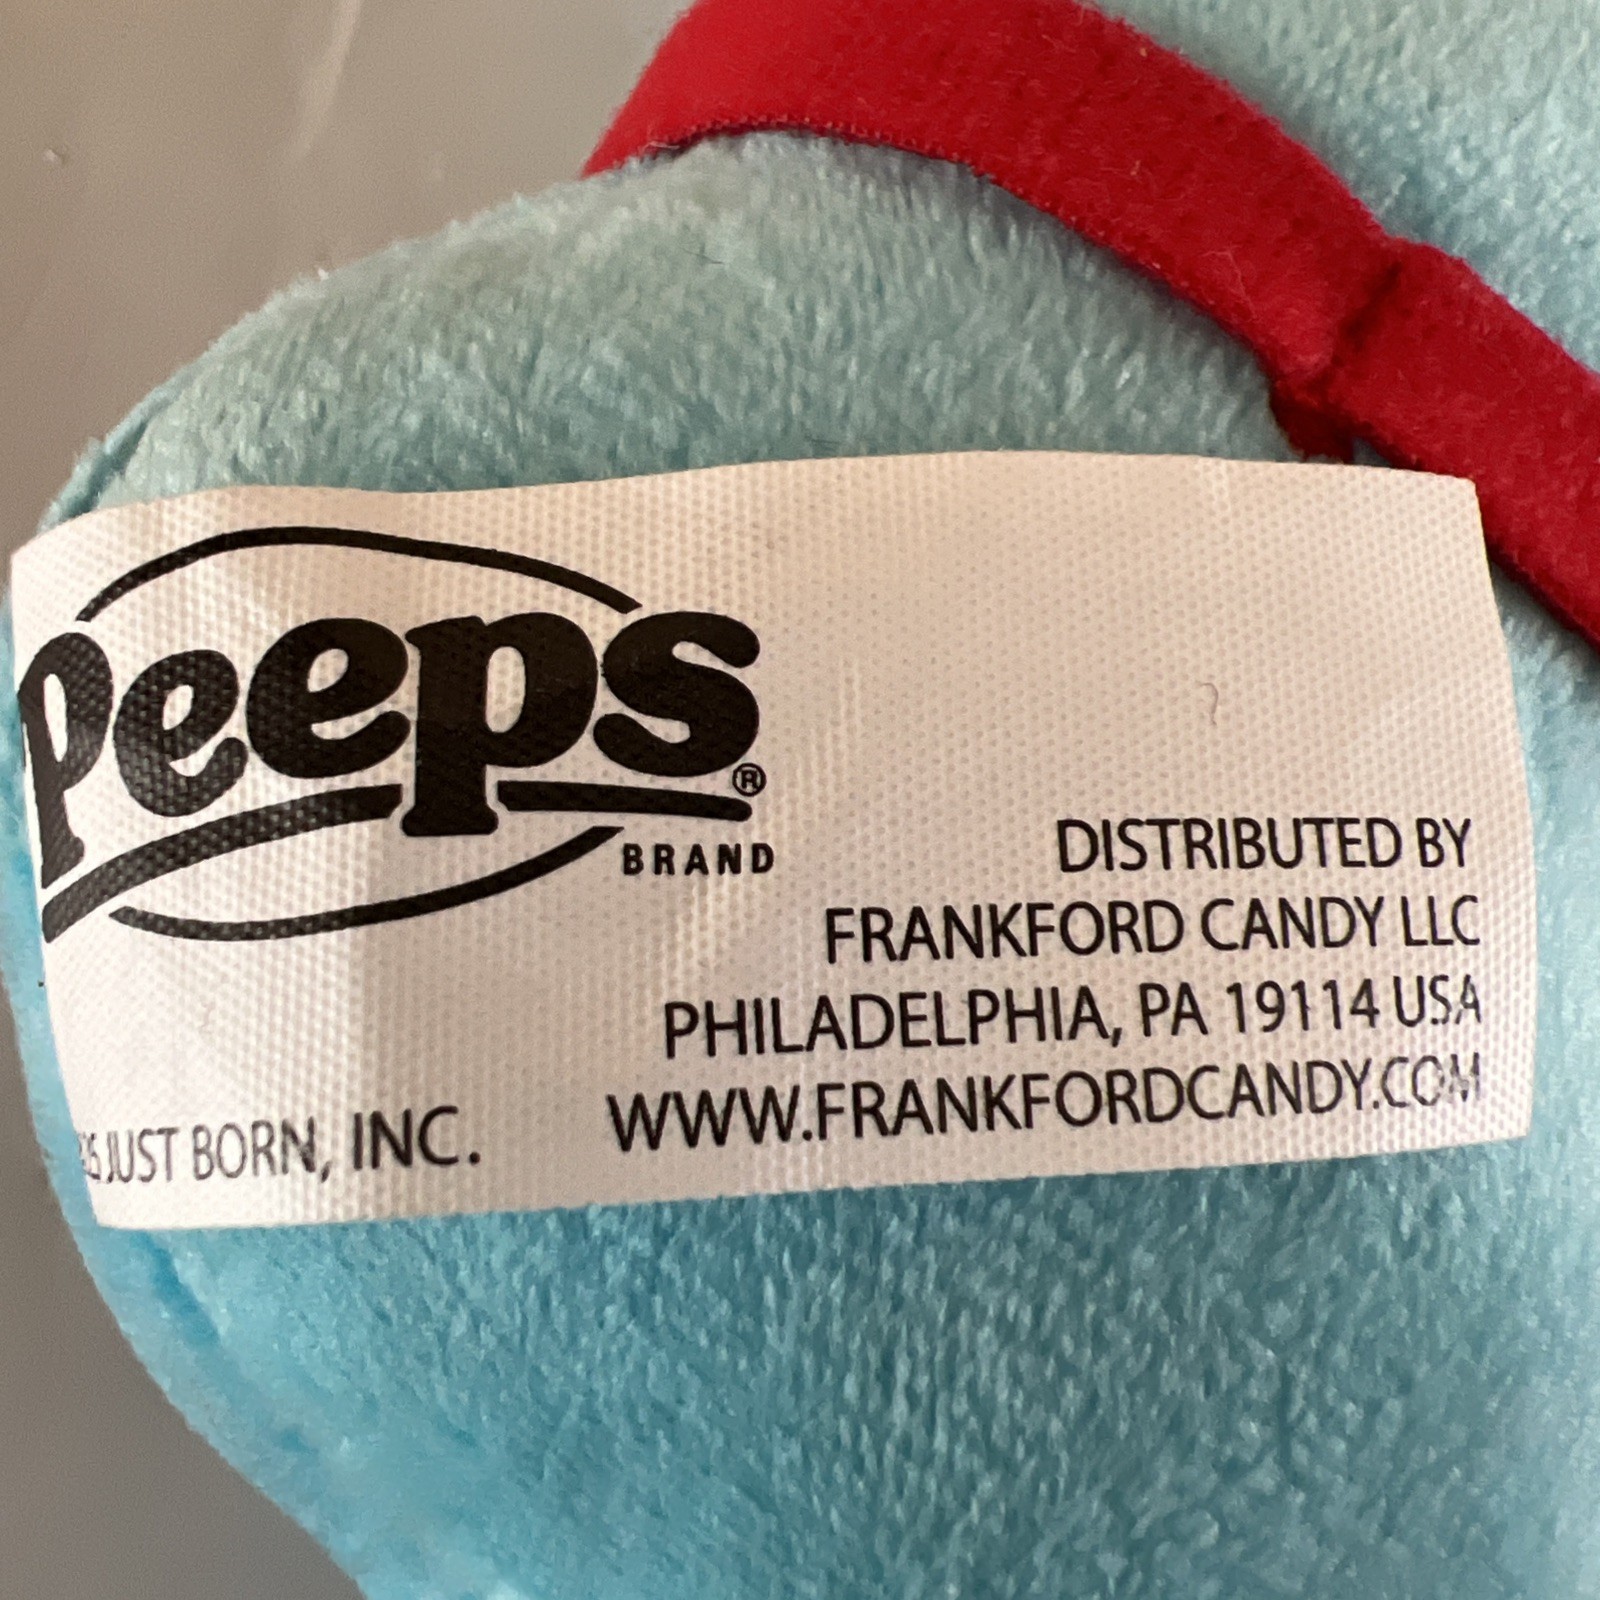 Peeps®
BRAND
DISTRIBUTED BY
FRANKFORD CANDY LLC
PHILADELPHIA, PA 19114 USA
WWW.FRANKFORDCANDY.COM
JUST BORN, INC.